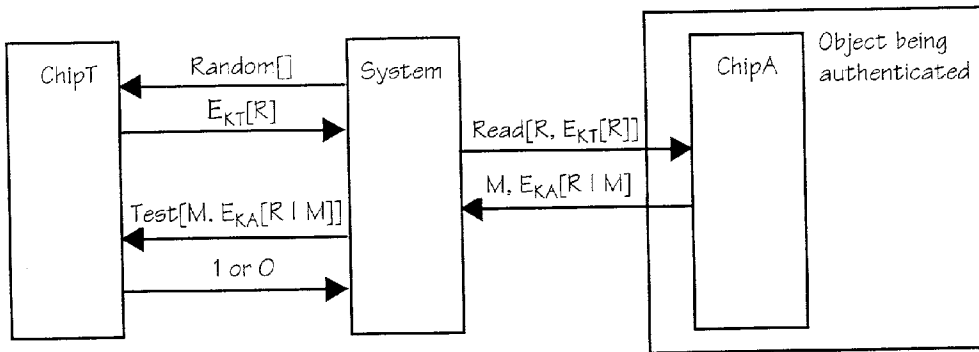 ChipT
Random[]
E_KT[R]
Test[M. E_KA[R | M]]
1 or 0
System
Read[R, E_KT[R]]
M, E_KA[R | M]
ChipA
Object being
authenticated